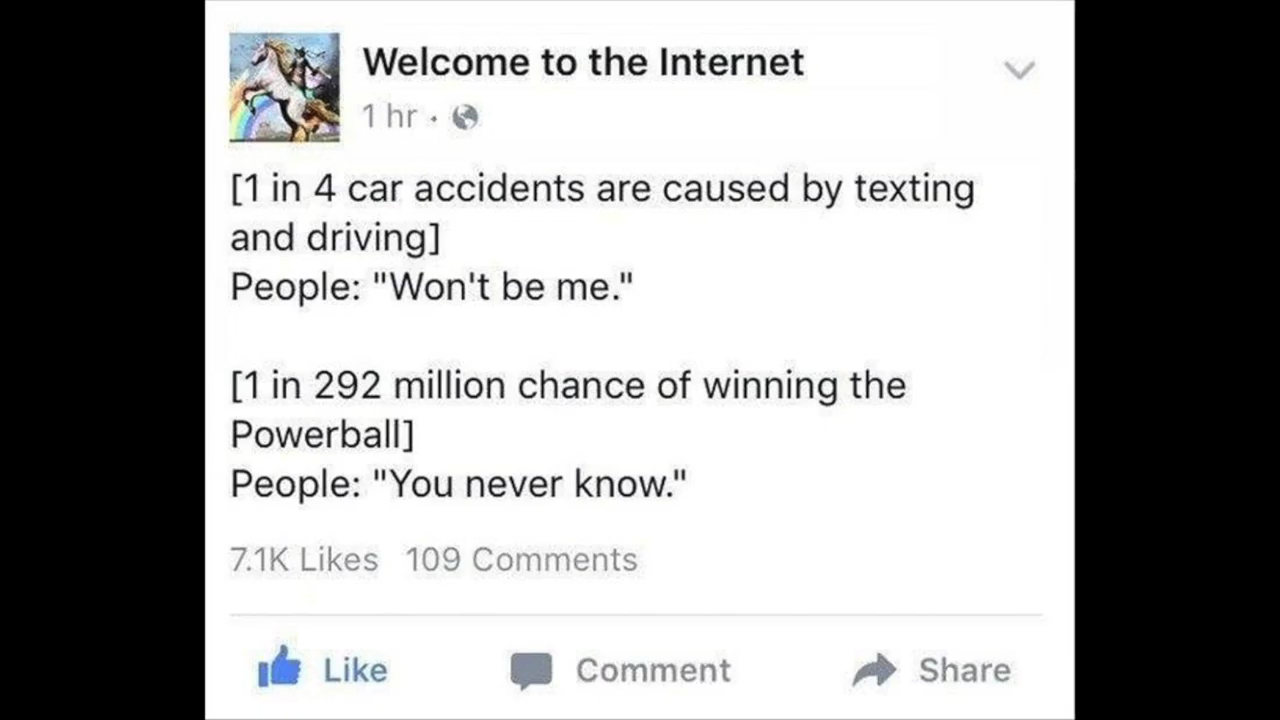 Welcome to the Internet
1 hr ·
[1 in 4 car accidents are caused by texting
and driving]
People: "Won't be me."
[1 in 292 million chance of winning the
Powerball]
People: "You never know."
7.1K Likes 109 Comments
Like Comment Share